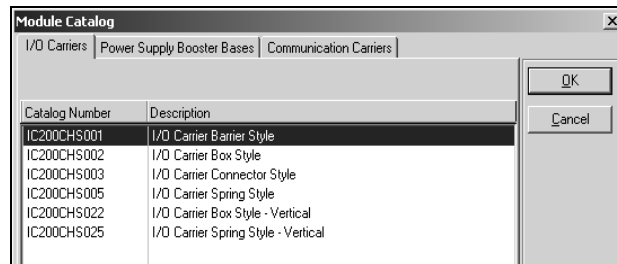 Module Catalog
I/O Carriers Power Supply Booster Bases Communication Carriers
OK
Cancel
Catalog Number Description
IC200CHS001 I/O Carrier Barrier Style
IC200CHS002 I/O Carrier Box Style
IC200CHS003 I/O Carrier Connector Style
IC200CHS005 I/O Carrier Spring Style
IC200CHS022 I/O Carrier Box Style - Vertical
IC200CHS025 I/O Carrier Spring Style - Vertical